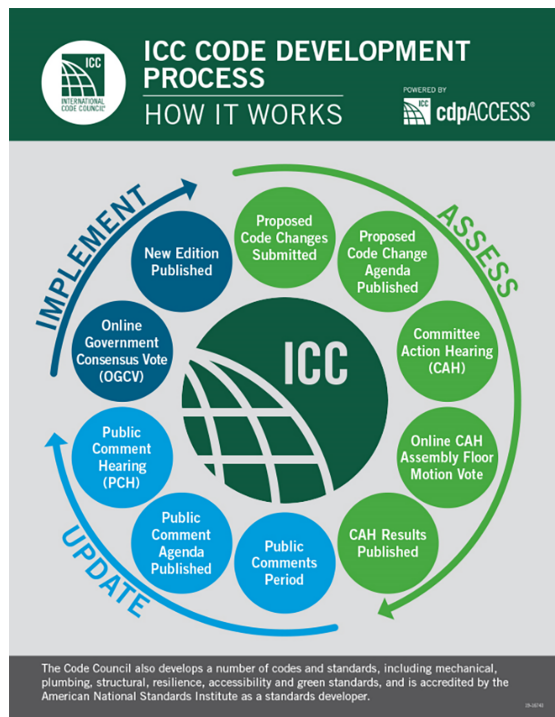 ICC
INTERNATIONAL
CODE COUNCIL®
ICC CODE DEVELOPMENT
PROCESS
HOW IT WORKS
POWERED BY
ICC
cdpACCESS®
IMPLEMENT
ASSESS
UPDATE
Proposed
Code Changes
Submitted
Proposed
Code Change
Agenda
Published
Committee
Action Hearing
(CAH)
Online CAH
Assembly Floor
Motion Vote
CAH Results
Published
Public
Comments
Period
Public
Comment
Agenda
Published
Public
Comment
Hearing
(PCH)
Online
Government
Consensus Vote
(OGCV)
New Edition
Published
ICC
The Code Council also develops a number of codes and standards, including mechanical,
plumbing, structural, resilience, accessibility and green standards, and is accredited by the
American National Standards Institute as a standards developer.